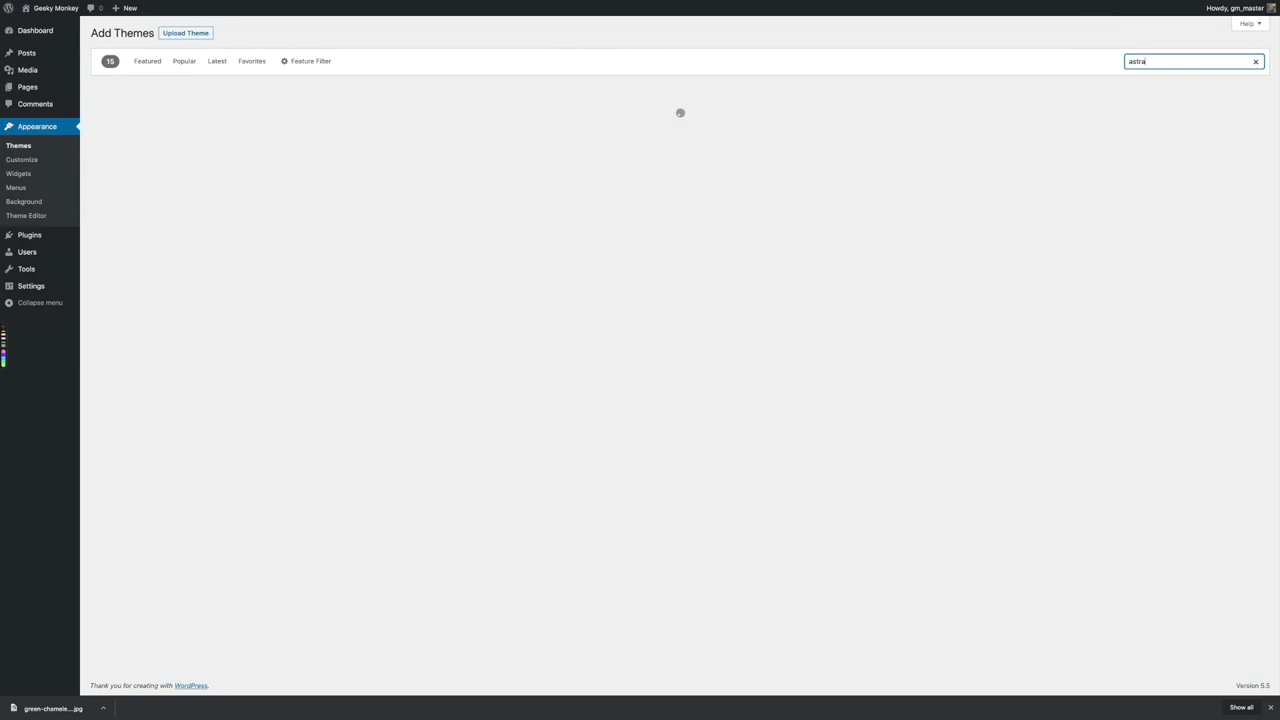 Geeky Monkey
0
New
Howdy, gm_master
Dashboard
Posts
Media
Pages
Comments
Appearance
Themes
Customize
Widgets
Menus
Background
Theme Editor
Plugins
Users
Tools
Settings
Collapse menu
Help
Add Themes
Upload Theme
15
Featured
Popular
Latest
Favorites
Feature Filter
astra
Thank you for creating with WordPress.
Version 5.5
green-chamele....jpg
Show all